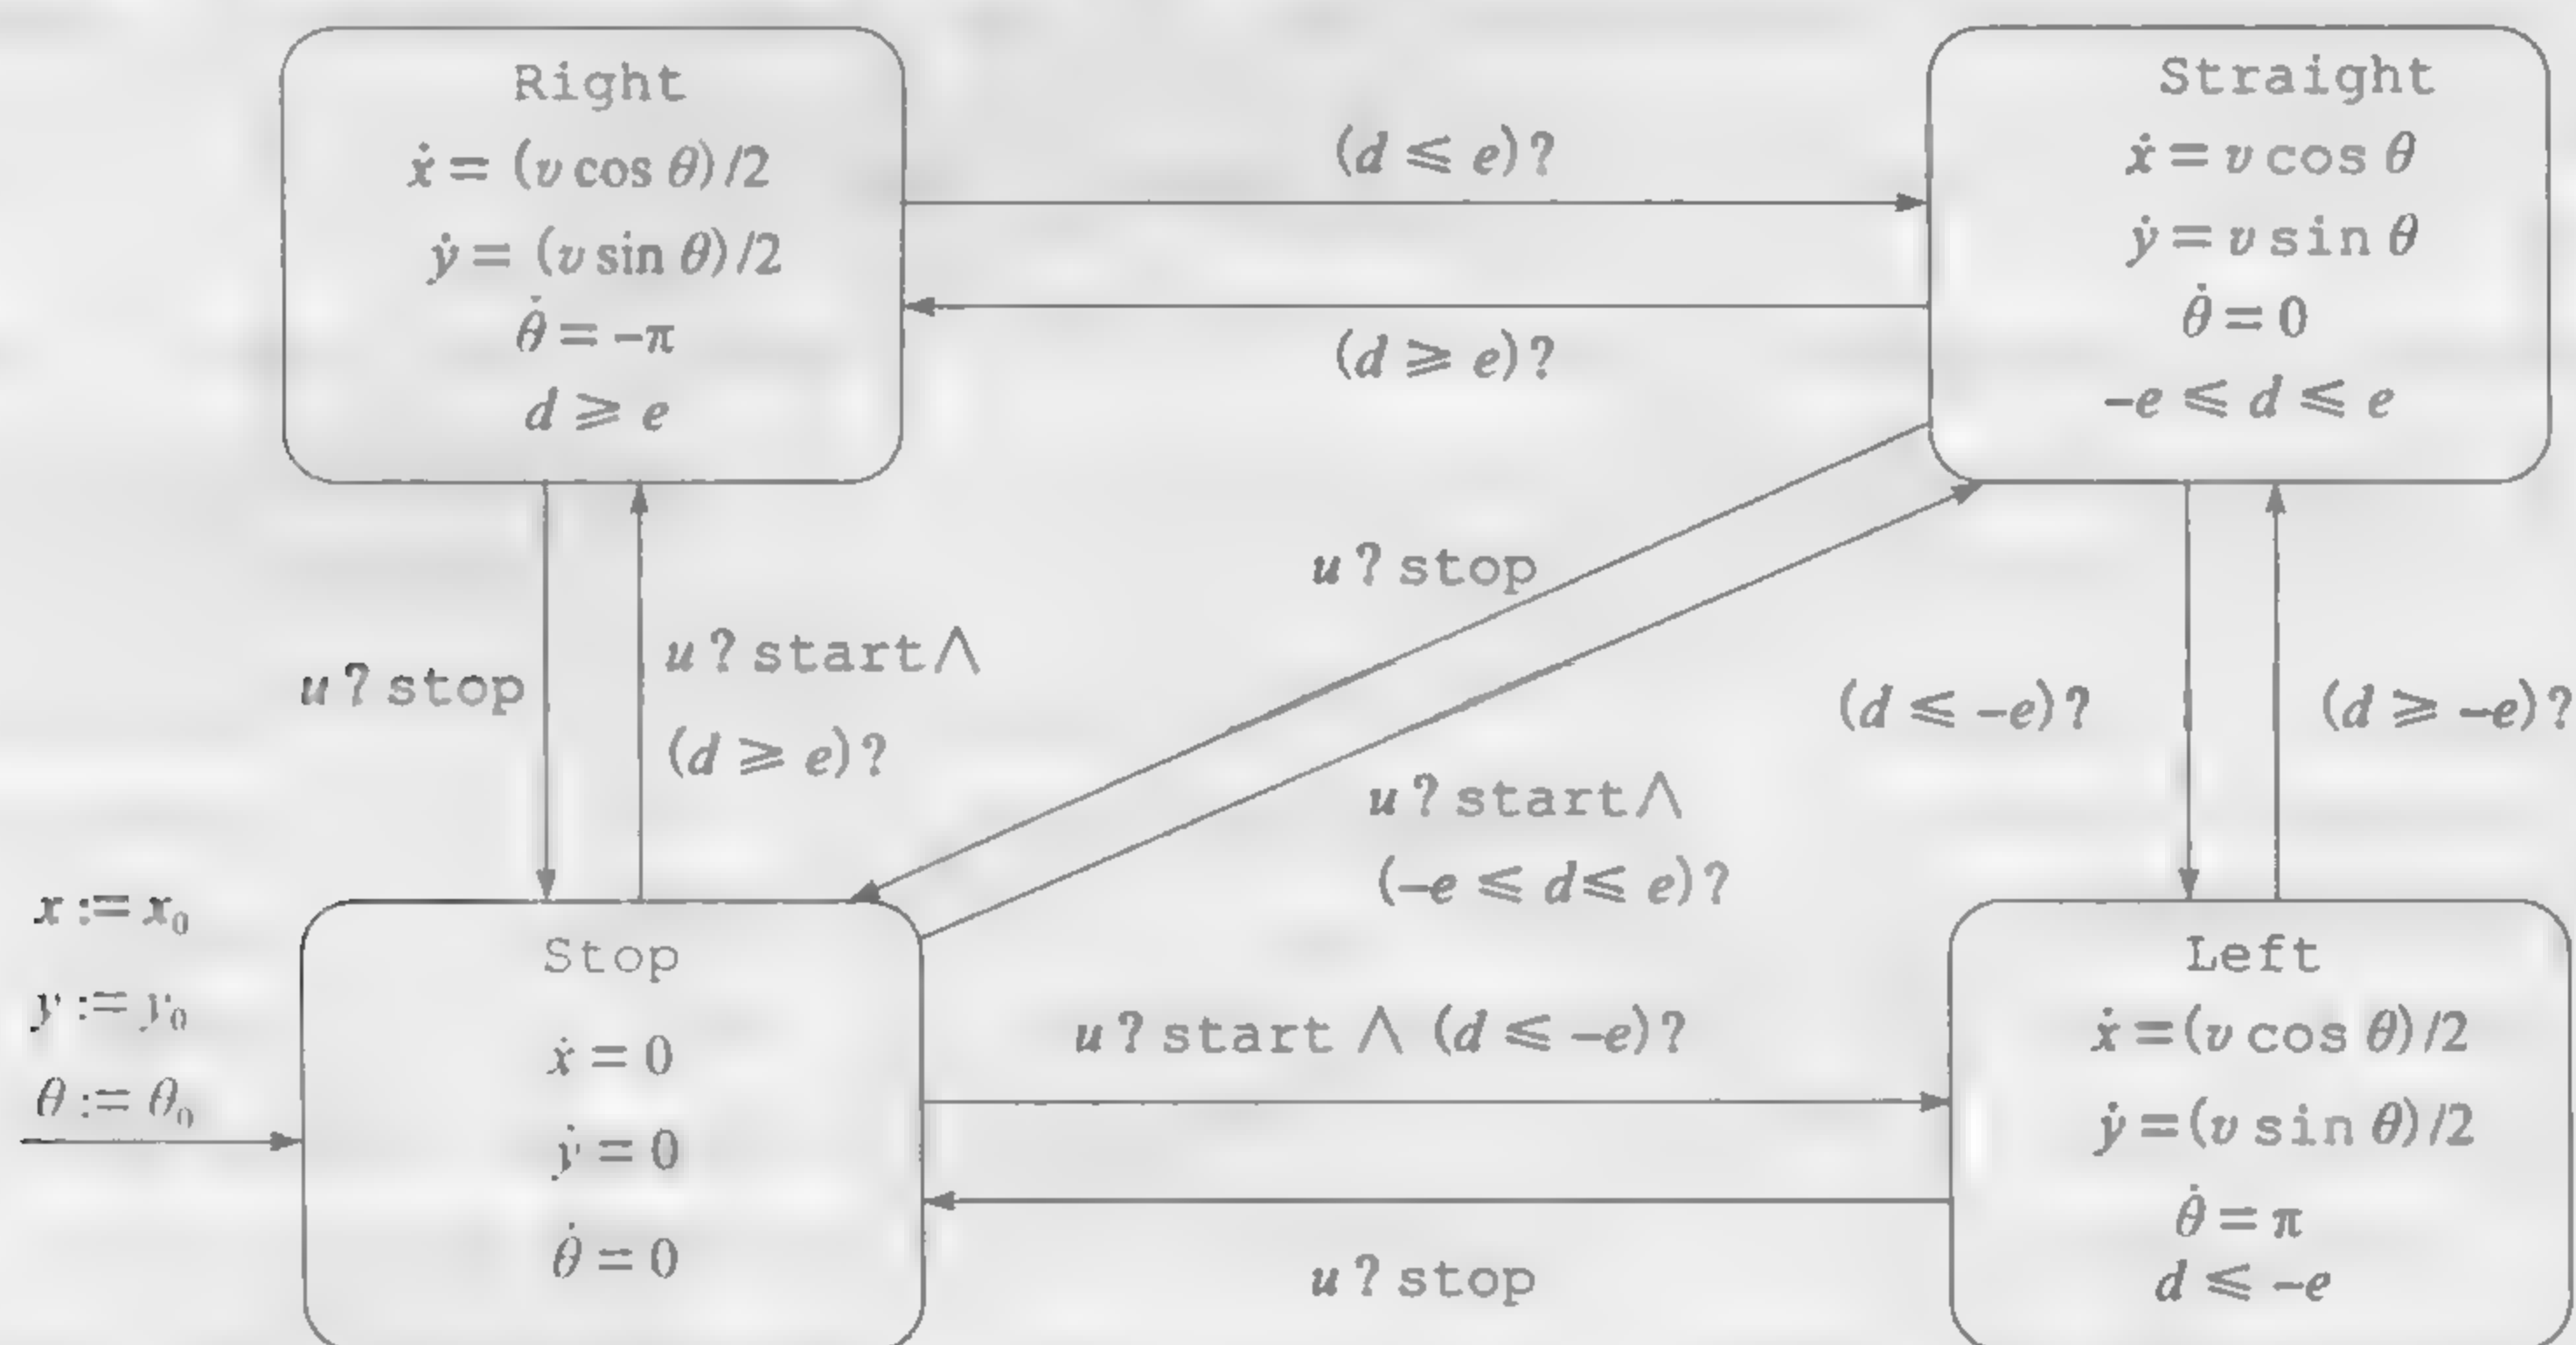 Right
ẋ = (v cos θ)/2
ẏ = (v sin θ)/2
θ̇ = –π
d ⩾ e
(d ⩽ e)?
(d ⩾ e)?
Straight
ẋ = v cos θ
ẏ = v sin θ
θ̇ = 0
–e ⩽ d ⩽ e
u ? stop
u ? start ∧
(d ⩾ e)?
u ? stop
u ? start ∧
(–e ⩽ d ⩽ e)?
(d ⩽ –e)?
(d ⩾ –e)?
x := x₀
y := y₀
θ := θ₀
Stop
ẋ = 0
ẏ = 0
θ̇ = 0
u ? start ∧ (d ⩽ –e)?
u ? stop
Left
ẋ = (v cos θ)/2
ẏ = (v sin θ)/2
θ̇ = π
d ⩽ –e